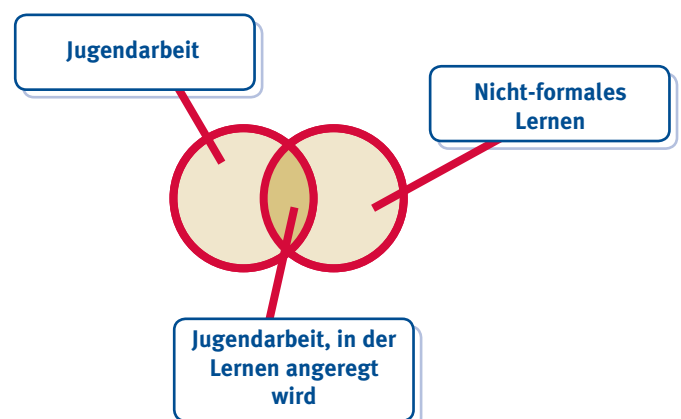 Jugendarbeit
Nicht-formales
Lernen
Jugendarbeit, in der
Lernen angeregt
wird